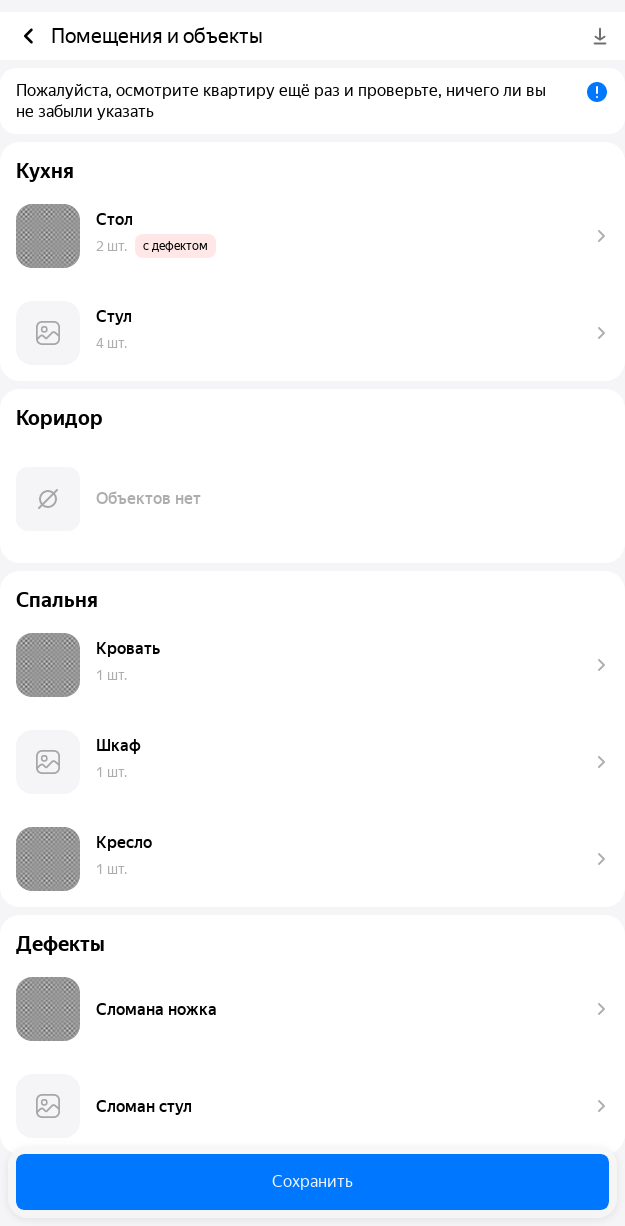 Помещения и объекты
Пожалуйста, осмотрите квартиру ещё раз и проверьте, ничего ли вы
не забыли указать
Кухня
Стол
2 шт. с дефектом
Стул
4 шт.
Коридор
Объектов нет
Спальня
Кровать
1 шт.
Шкаф
1 шт.
Кресло
1 шт.
Дефекты
Сломана ножка
Сломан стул
Сохранить